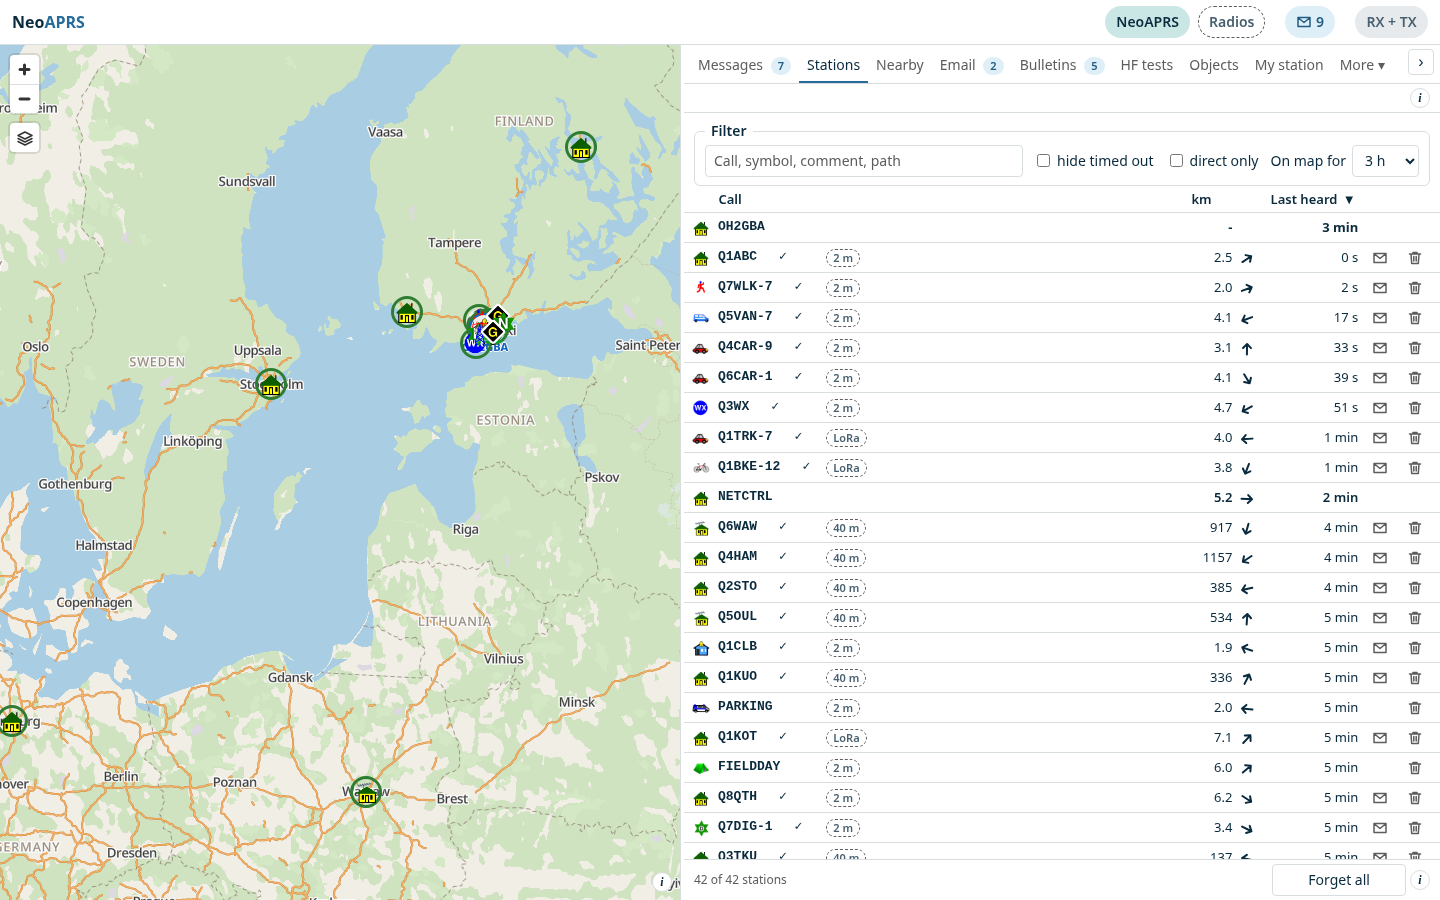 NeoAPRS
NeoAPRS Radios 9 RX + TX
Messages 7 Stations Nearby Email 2 Bulletins 5 HF tests Objects My station More ▾ ›
i
Filter
Call, symbol, comment, path hide timed out direct only On map for 3 h
Call km Last heard ▼
OH2GBA - 3 min
Q1ABC ✓ 2 m 2.5 0 s
Q7WLK-7 ✓ 2 m 2.0 2 s
Q5VAN-7 ✓ 2 m 4.1 17 s
Q4CAR-9 ✓ 2 m 3.1 33 s
Q6CAR-1 ✓ 2 m 4.1 39 s
WX Q3WX ✓ 2 m 4.7 51 s
Q1TRK-7 ✓ LoRa 4.0 1 min
Q1BKE-12 ✓ LoRa 3.8 1 min
NETCTRL 5.2 2 min
Q6WAW ✓ 40 m 917 4 min
Q4HAM ✓ 40 m 1157 4 min
Q2STO ✓ 40 m 385 4 min
Q5OUL ✓ 40 m 534 5 min
Q1CLB ✓ 2 m 1.9 5 min
Q1KUO ✓ 40 m 336 5 min
PARKING 2 m 2.0 5 min
Q1KOT ✓ LoRa 7.1 5 min
FIELDDAY 2 m 6.0 5 min
Q8QTH ✓ 2 m 6.2 5 min
Q7DIG-1 ✓ 2 m 3.4 5 min
Q3TKU ✓ 40 m 137 5 min
42 of 42 stations Forget all i
+
−
FINLAND
Vaasa
Sundsvall
Tampere
G
G
Oslo
SWEDEN
Uppsala
Saint Peter
Linköping
ESTONIA
Gothenburg
Pskov
Riga
Halmstad
Copenhagen
LITHUANIA
Vilnius
Gdansk
Minsk
Berlin
Poznan
Brest
Dresden
GERMANY
i